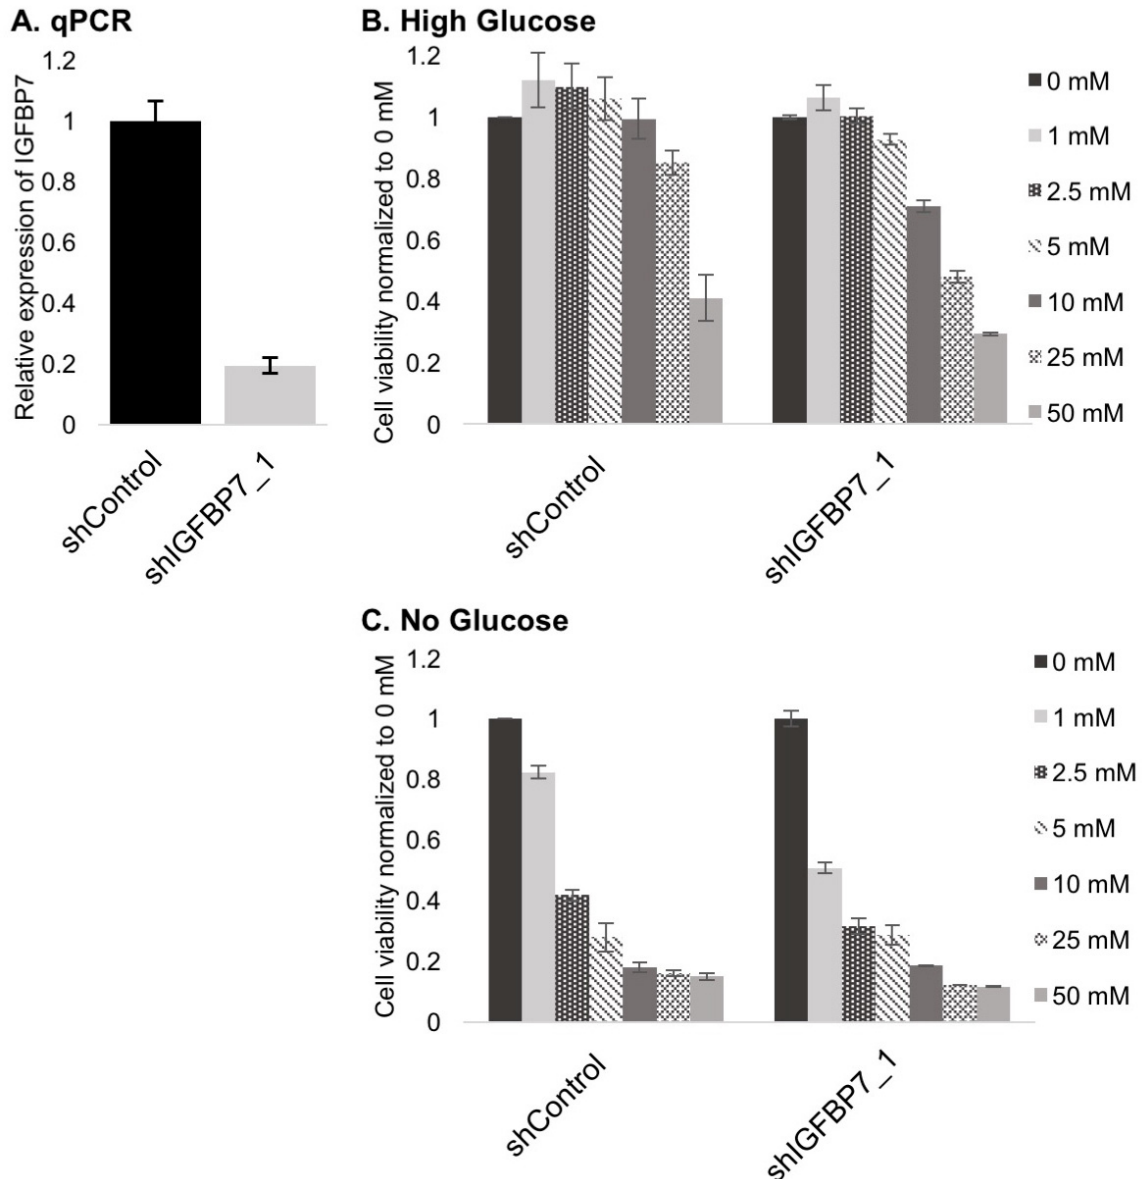 A. qPCR
Relative expression of IGFBP7
1.2
1
0.8
0.6
0.4
0.2
0
shControl
shIGFBP7_1
B. High Glucose
Cell viability normalized to 0 mM
1.2
1
0.8
0.6
0.4
0.2
0
shControl
shIGFBP7_1
0 mM
1 mM
2.5 mM
5 mM
10 mM
25 mM
50 mM
C. No Glucose
Cell viability normalized to 0 mM
1.2
1
0.8
0.6
0.4
0.2
0
shControl
shIGFBP7_1
0 mM
1 mM
2.5 mM
5 mM
10 mM
25 mM
50 mM